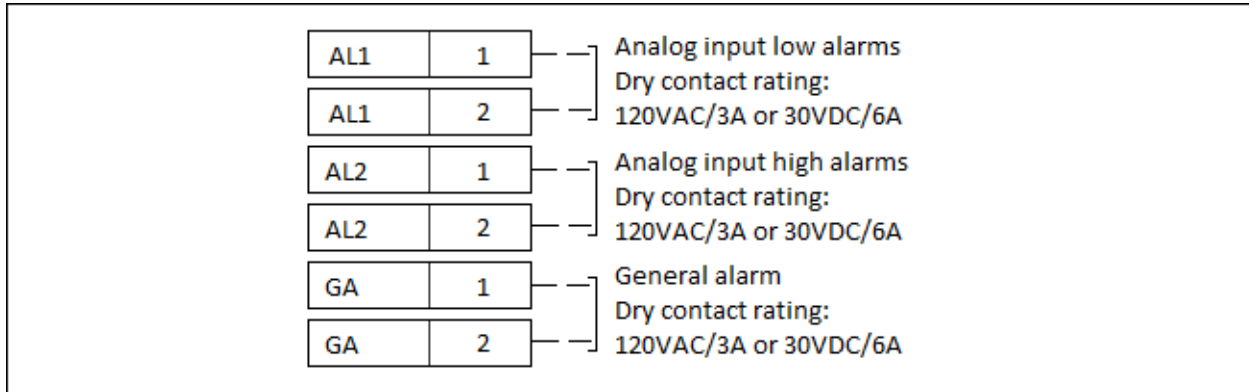 AL1 1
AL1 2
Analog input low alarms
Dry contact rating:
120VAC/3A or 30VDC/6A
AL2 1
AL2 2
Analog input high alarms
Dry contact rating:
120VAC/3A or 30VDC/6A
GA 1
GA 2
General alarm
Dry contact rating:
120VAC/3A or 30VDC/6A